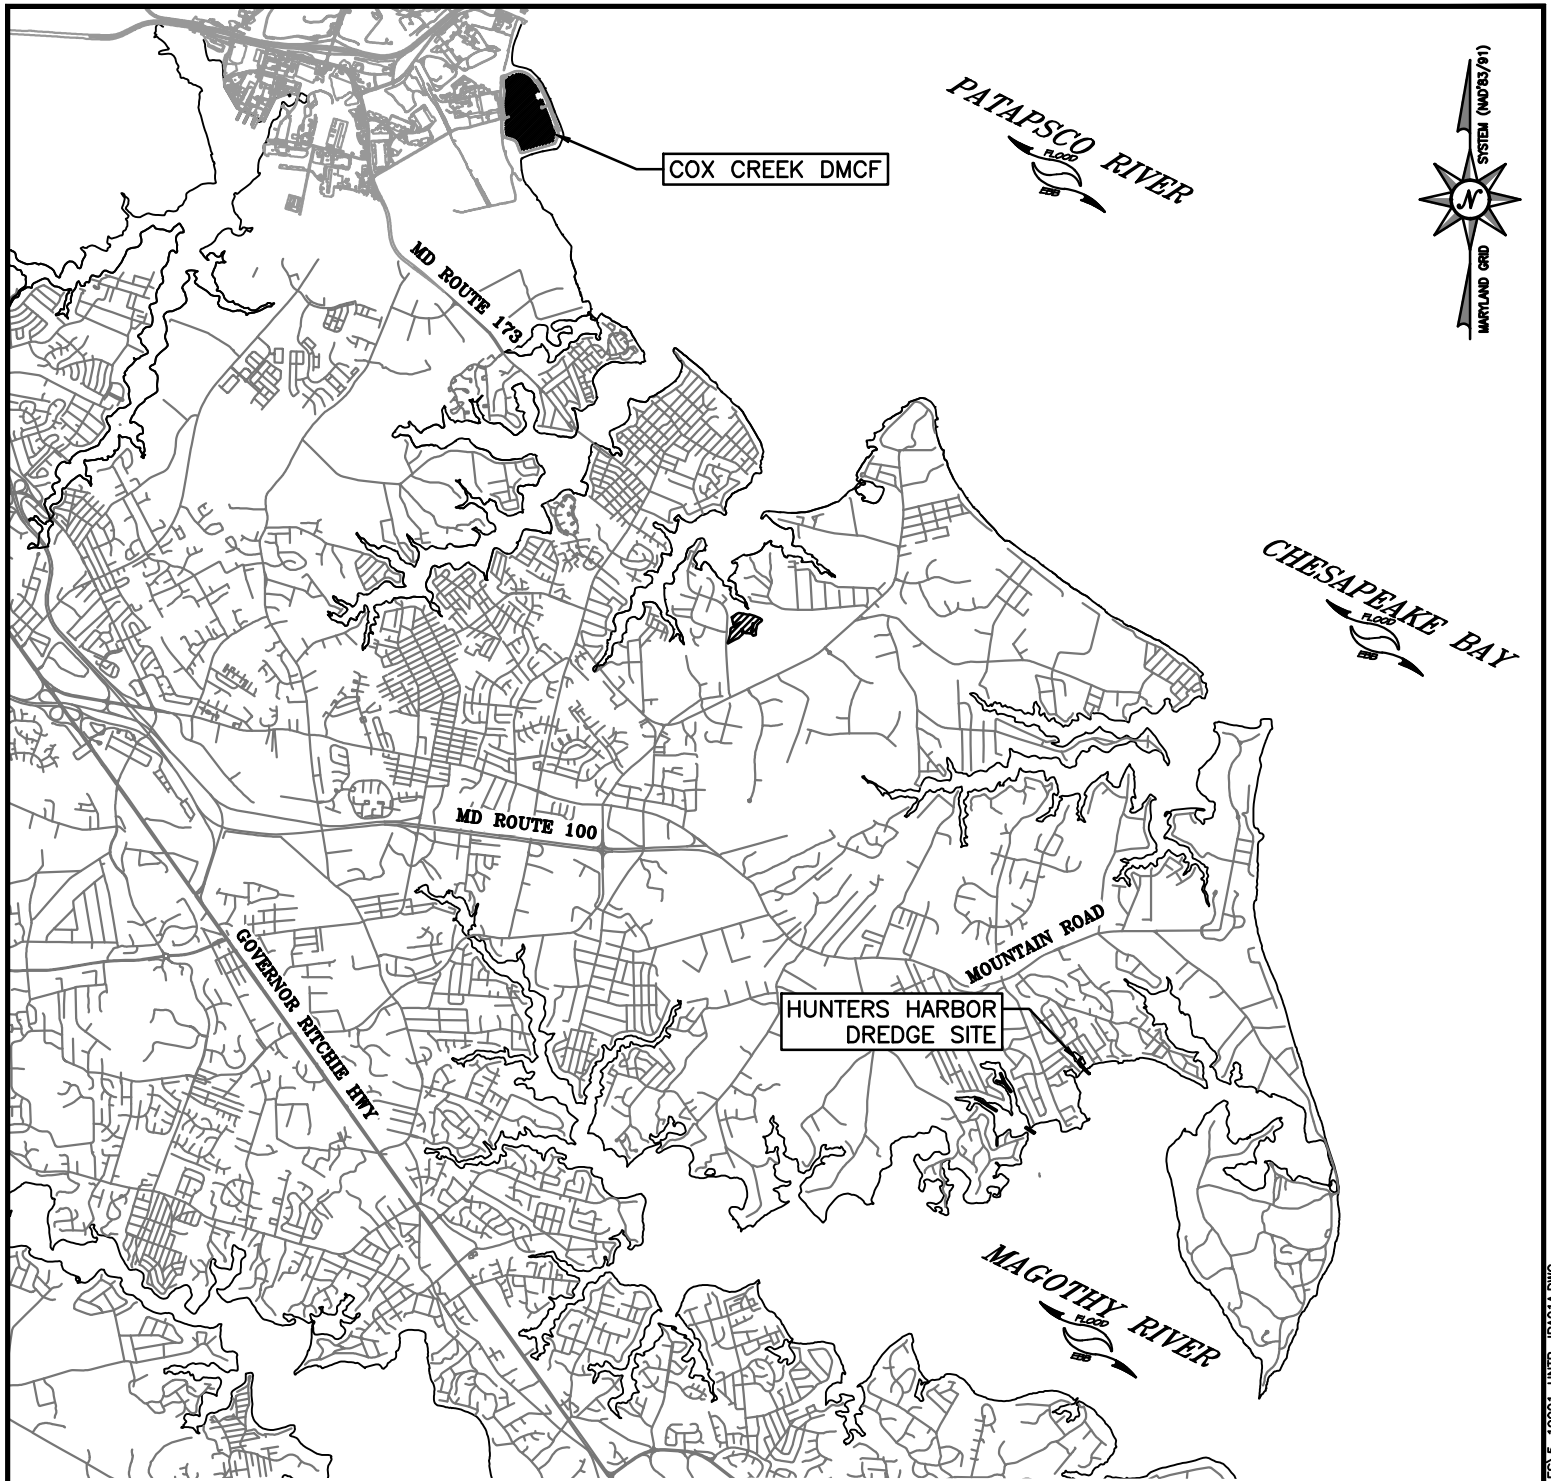 PATAPSCO RIVER
FLOOD
EBB
SYSTEM (NAD'83/91)
N
MARYLAND GRID
COX CREEK DMCF
MD ROUTE 173
CHESAPEAKE BAY
FLOOD
EBB
MD ROUTE 100
MOUNTAIN ROAD
GOVERNOR RITCHIE HWY
HUNTERS HARBOR
DREDGE SITE
MAGOTHY RIVER
FLOOD
EBB